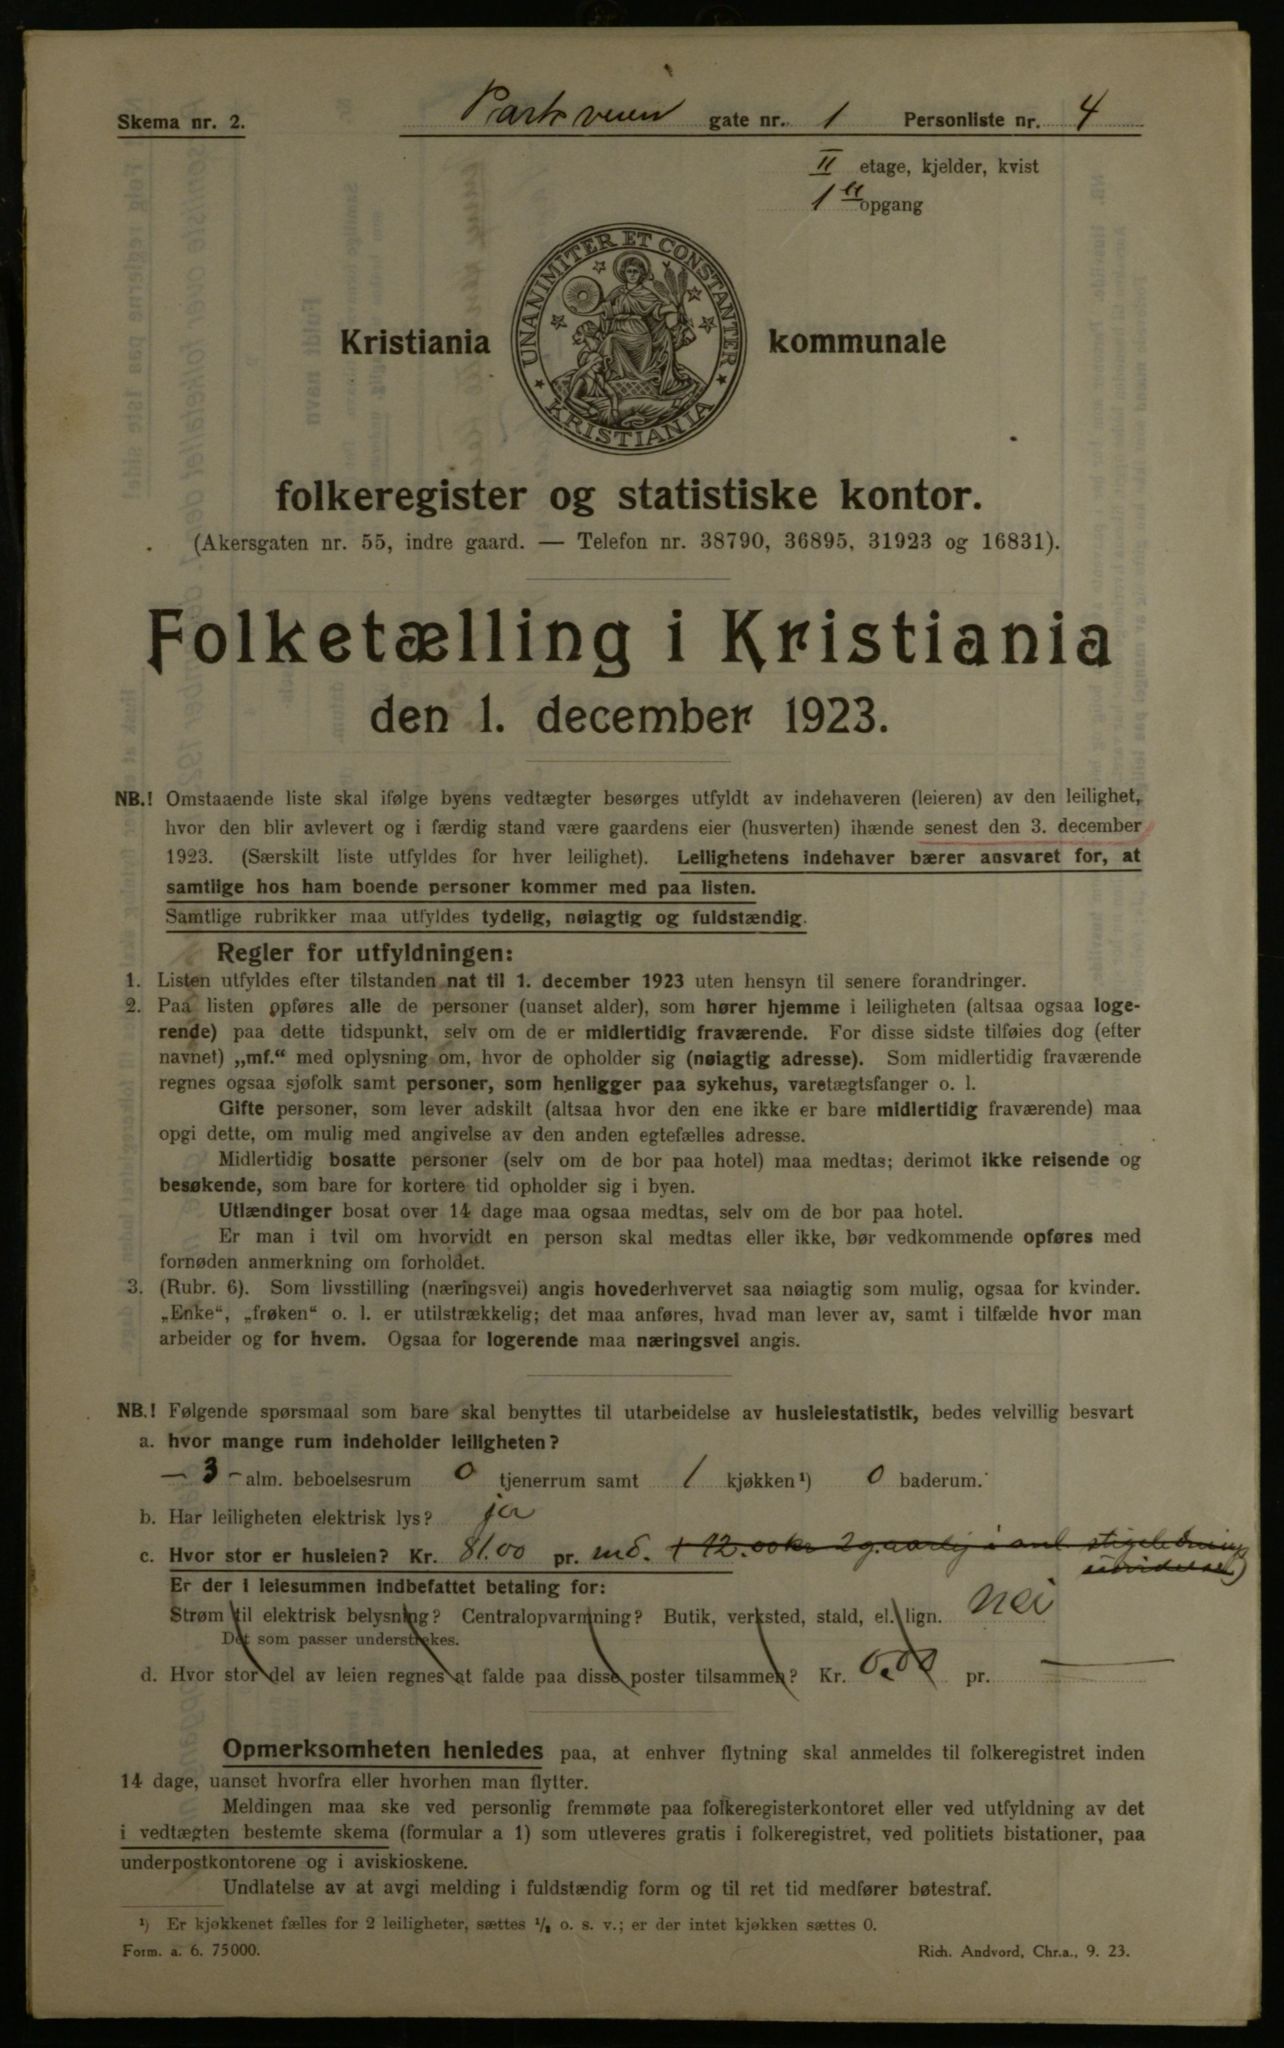 Skema nr. 2. Parkveien gate nr. 1 Personliste nr. 4
II etage, kjelder, kvist
1 opgang
UNANIMITER ET CONSTANTER
KRISTIANIA
Kristiania kommunale
folkeregister og statistiske kontor.
(Akersgaten nr. 55, indre gaard. — Telefon nr. 38790, 36895, 31923 og 16831).
Folketælling i Kristiania
den 1. december 1923.
NB.! Omstaaende liste skal ifølge byens vedtægter besørges utfyldt av indehaveren (leieren) av den leilighet,
hvor den blir avlevert og i færdig stand være gaardens eier (husverten) ihænde senest den 3. december
1923. (Særskilt liste utfyldes for hver leilighet). Leilighetens indehaver bærer ansvaret for, at
samtlige hos ham boende personer kommer med paa listen.
Samtlige rubrikker maa utfyldes tydelig, nøiagtig og fuldstændig.
Regler for utfyldningen:
1. Listen utfyldes efter tilstanden nat til 1. december 1923 uten hensyn til senere forandringer.
2. Paa listen opføres alle de personer (uanset alder), som hører hjemme i leiligheten (altsaa ogsaa loge-
rende) paa dette tidspunkt, selv om de er midlertidig fraværende. For disse sidste tilføies dog (efter
navnet) „mf.“ med oplysning om, hvor de opholder sig (nøiagtig adresse). Som midlertidig fraværende
regnes ogsaa sjøfolk samt personer, som henligger paa sykehus, varetægtsfanger o. l.
Gifte personer, som lever adskilt (altsaa hvor den ene ikke er bare midlertidig fraværende) maa
opgi dette, om mulig med angivelse av den anden egtefælles adresse.
Midlertidig bosatte personer (selv om de bor paa hotel) maa medtas; derimot ikke reisende og
besøkende, som bare for kortere tid opholder sig i byen.
Utlændinger bosat over 14 dage maa ogsaa medtas, selv om de bor paa hotel.
Er man i tvil om hvorvidt en person skal medtas eller ikke, bør vedkommende opføres med
fornøden anmerkning om forholdet.
3. (Rubr. 6). Som livsstilling (næringsvei) angis hovederhvervet saa nøiagtig som mulig, ogsaa for kvinder.
„Enke“, „frøken“ o. l. er utilstrækkelig; det maa anføres, hvad man lever av, samt i tilfælde hvor man
arbeider og for hvem. Ogsaa for logerende maa næringsvei angis.
NB.! Følgende spørsmaal som bare skal benyttes til utarbeidelse av husleiestatistik, bedes velvillig besvart
a. hvor mange rum indeholder leiligheten?
— 3 — alm. beboelsesrum 0 tjenerrum samt 1 kjøkken¹) 0 baderum.
b. Har leiligheten elektrisk lys? ja
c. Hvor stor er husleien? Kr. 81.00 pr. md. + 12.00 kr 2 g. aarlig i anl. stigeledning
utvidelse)
Er der i leiesummen indbefattet betaling for:
Strøm til elektrisk belysning? Centralopvarmning? Butik, verksted, stald, el. lign. Nei
Det som passer understrekes.
d. Hvor stor del av leien regnes at falde paa disse poster tilsammen? Kr. 0.00 pr. —
Opmerksomheten henledes paa, at enhver flytning skal anmeldes til folkeregistret inden
14 dage, uanset hvorfra eller hvorhen man flytter.
Meldingen maa ske ved personlig fremmøte paa folkeregisterkontoret eller ved utfyldning av det
i vedtægten bestemte skema (formular a 1) som utleveres gratis i folkeregistret, ved politiets bistationer, paa
underpostkontorene og i aviskioskene.
Undlatelse av at avgi melding i fuldstændig form og til ret tid medfører bøtestraf.
¹) Er kjøkkenet fælles for 2 leiligheter, sættes ½ o. s. v.; er der intet kjøkken sættes 0.
Form. a. 6. 75000. Rich. Andvord, Chr.a., 9. 23.